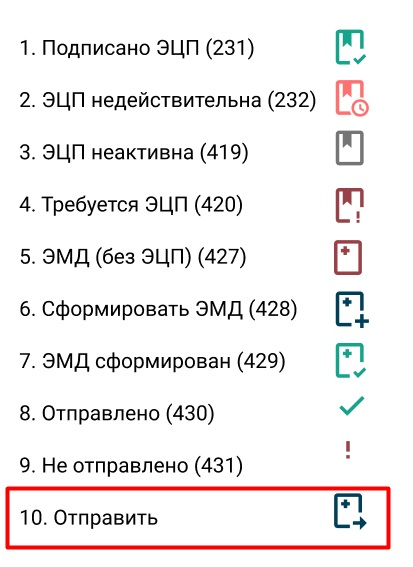 1. Подписано ЭЦП (231)
2. ЭЦП недействительна (232)
3. ЭЦП неактивна (419)
4. Требуется ЭЦП (420)
5. ЭМД (без ЭЦП) (427)
6. Сформировать ЭМД (428)
7. ЭМД сформирован (429)
8. Отправлено (430)
9. Не отправлено (431)
10. Отправить